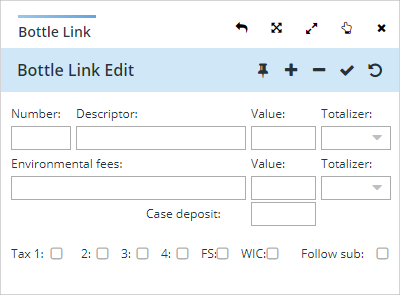 Bottle Link
Bottle Link Edit
Number: Descriptor: Value: Totalizer:
Environmental fees: Value: Totalizer:
Case deposit:
Tax 1: 2: 3: 4: FS: WIC: Follow sub: